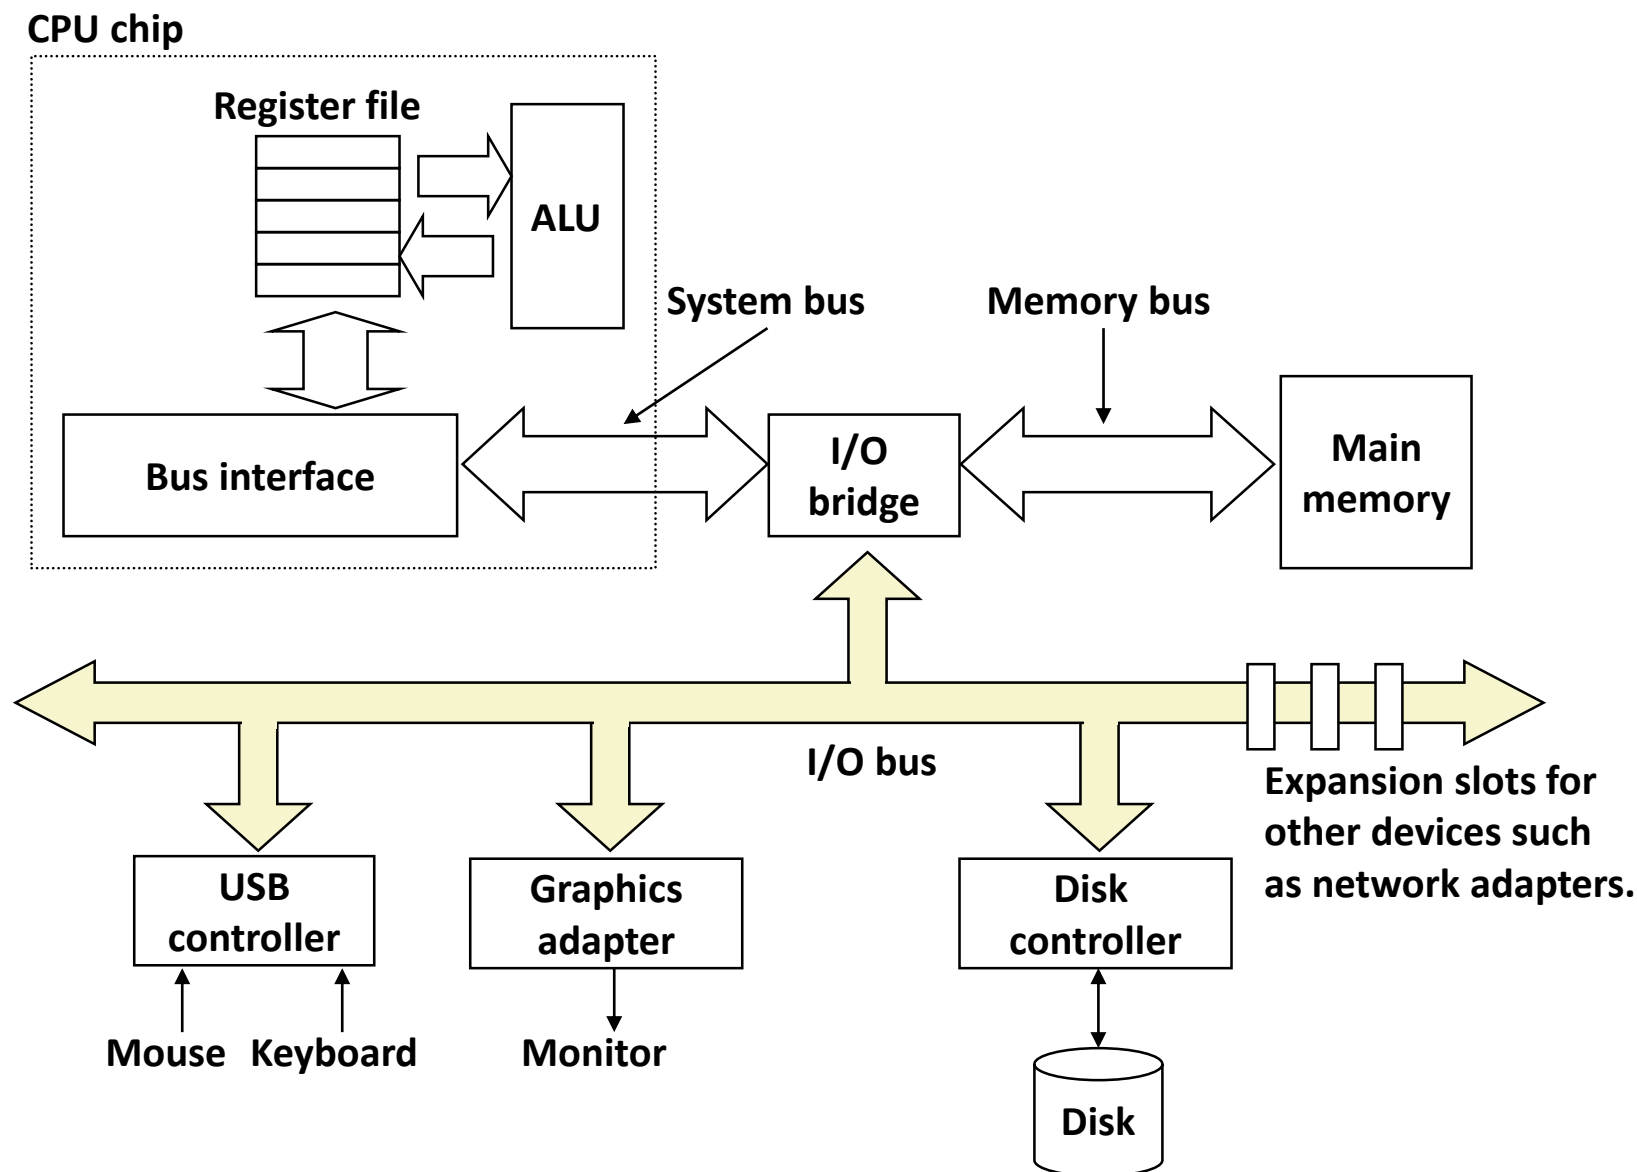 CPU chip
Register file
ALU
System bus
Memory bus
Bus interface
I/O
bridge
Main
memory
I/O bus
Expansion slots for
other devices such
as network adapters.
USB
controller
Graphics
adapter
Disk
controller
Mouse
Keyboard
Monitor
Disk